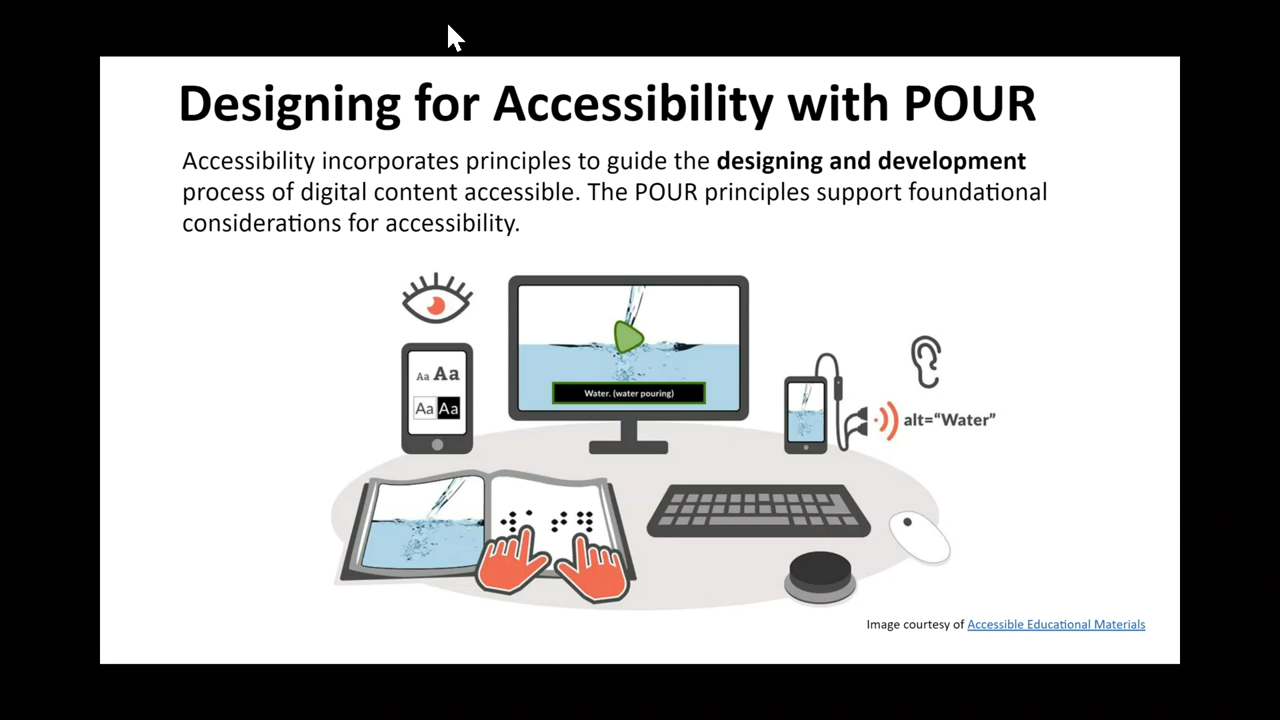 Designing for Accessibility with POUR
Accessibility incorporates principles to guide the designing and development
process of digital content accessible. The POUR principles support foundational
considerations for accessibility.
Aa Aa
Aa Aa
Water. (water pouring)
alt=“Water”
Image courtesy of Accessible Educational Materials